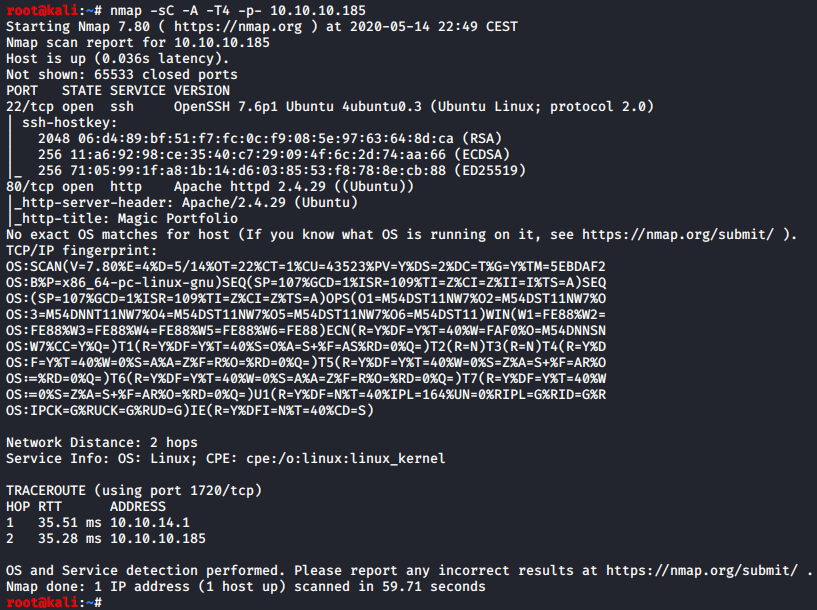 root@kali:~# nmap -sC -A -T4 -p- 10.10.10.185
Starting Nmap 7.80 ( https://nmap.org ) at 2020-05-14 22:49 CEST
Nmap scan report for 10.10.10.185
Host is up (0.036s latency).
Not shown: 65533 closed ports
PORT   STATE SERVICE VERSION
22/tcp open  ssh     OpenSSH 7.6p1 Ubuntu 4ubuntu0.3 (Ubuntu Linux; protocol 2.0)
| ssh-hostkey:
|   2048 06:d4:89:bf:51:f7:fc:0c:f9:08:5e:97:63:64:8d:ca (RSA)
|   256 11:a6:92:98:ce:35:40:c7:29:09:4f:6c:2d:74:aa:66 (ECDSA)
|_  256 71:05:99:1f:a8:1b:14:d6:03:85:53:f8:78:8e:cb:88 (ED25519)
80/tcp open  http    Apache httpd 2.4.29 ((Ubuntu))
|_http-server-header: Apache/2.4.29 (Ubuntu)
|_http-title: Magic Portfolio
No exact OS matches for host (If you know what OS is running on it, see https://nmap.org/submit/ ).
TCP/IP fingerprint:
OS:SCAN(V=7.80%E=4%D=5/14%OT=22%CT=1%CU=43523%PV=Y%DS=2%DC=T%G=Y%TM=5EBDAF2
OS:B%P=x86_64-pc-linux-gnu)SEQ(SP=107%GCD=1%ISR=109%TI=Z%CI=Z%II=I%TS=A)SEQ
OS:(SP=107%GCD=1%ISR=109%TI=Z%CI=Z%TS=A)OPS(O1=M54DST11NW7%O2=M54DST11NW7%O
OS:3=M54DNNT11NW7%O4=M54DST11NW7%O5=M54DST11NW7%O6=M54DST11)WIN(W1=FE88%W2=
OS:FE88%W3=FE88%W4=FE88%W5=FE88%W6=FE88)ECN(R=Y%DF=Y%T=40%W=FAF0%O=M54DNNSN
OS:W7%CC=Y%Q=)T1(R=Y%DF=Y%T=40%S=O%A=S+%F=AS%RD=0%Q=)T2(R=N)T3(R=N)T4(R=Y%D
OS:F=Y%T=40%W=0%S=A%A=Z%F=R%O=%RD=0%Q=)T5(R=Y%DF=Y%T=40%W=0%S=Z%A=S+%F=AR%O
OS:=%RD=0%Q=)T6(R=Y%DF=Y%T=40%W=0%S=A%A=Z%F=R%O=%RD=0%Q=)T7(R=Y%DF=Y%T=40%W
OS:=0%S=Z%A=S+%F=AR%O=%RD=0%Q=)U1(R=Y%DF=N%T=40%IPL=164%UN=0%RIPL=G%RID=G%R
OS:IPCK=G%RUCK=G%RUD=G)IE(R=Y%DFI=N%T=40%CD=S)

Network Distance: 2 hops
Service Info: OS: Linux; CPE: cpe:/o:linux:linux_kernel

TRACEROUTE (using port 1720/tcp)
HOP RTT      ADDRESS
1   35.51 ms 10.10.14.1
2   35.28 ms 10.10.10.185

OS and Service detection performed. Please report any incorrect results at https://nmap.org/submit/ .
Nmap done: 1 IP address (1 host up) scanned in 59.71 seconds
root@kali:~#